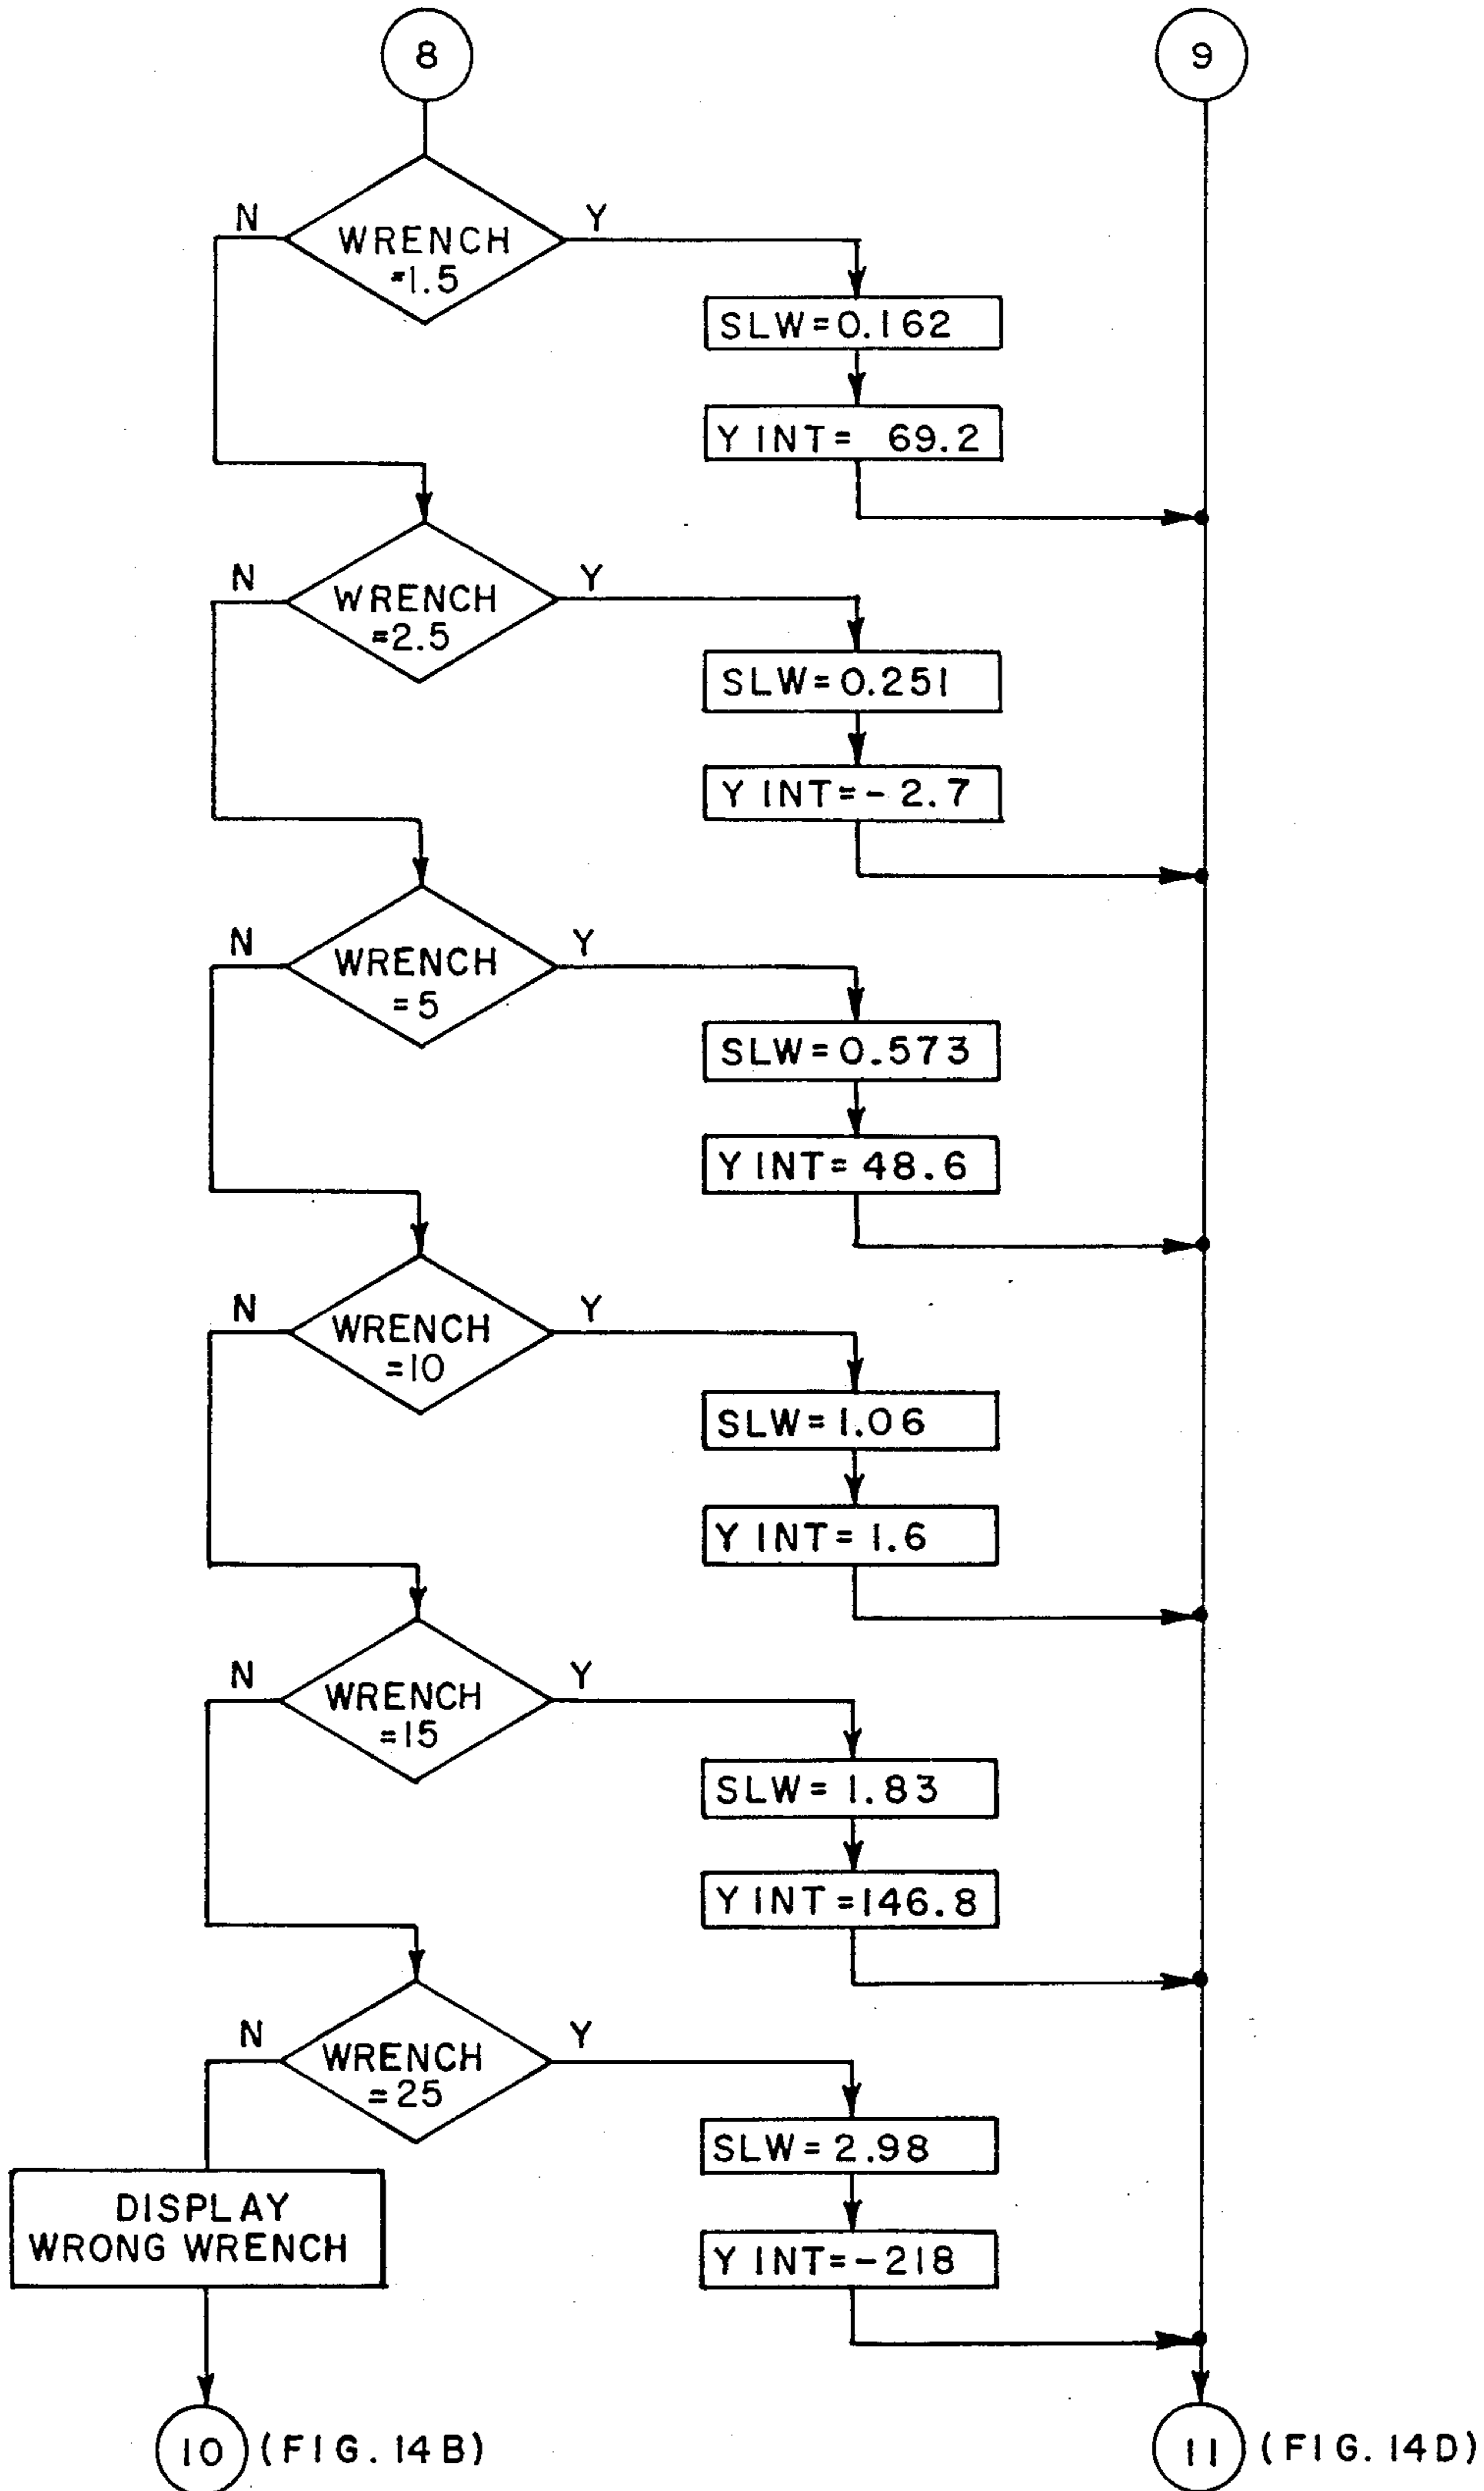 8
9
N
Y
WRENCH
=1.5
SLW=0.162
Y INT= 69.2
N
Y
WRENCH
=2.5
SLW=0.251
Y INT=-2.7
N
Y
WRENCH
=5
SLW=0.573
Y INT=48.6
N
Y
WRENCH
=10
SLW=1.06
Y INT=1.6
N
Y
WRENCH
=15
SLW=1.83
Y INT=146.8
N
Y
WRENCH
=25
SLW=2.98
DISPLAY
WRONG WRENCH
Y INT=-218
10 (FIG. 14B)
11 (FIG. 14D)